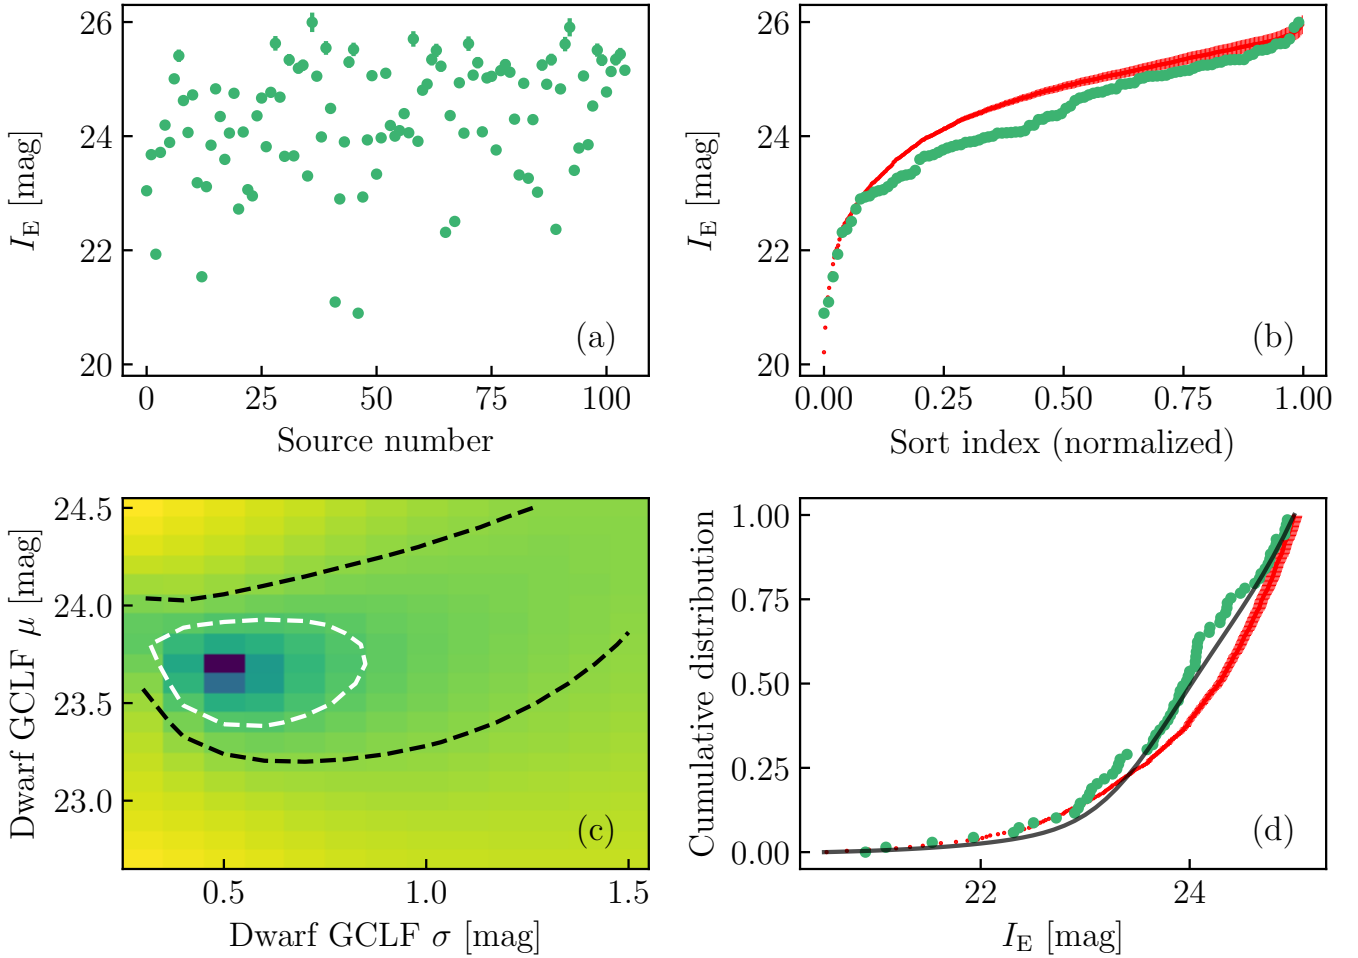 26
24
22
20
I_E [mag]
(a)
0 25 50 75 100
Source number
26
24
22
20
I_E [mag]
(b)
0.00 0.25 0.50 0.75 1.00
Sort index (normalized)
24.5
24.0
23.5
23.0
Dwarf GCLF μ [mag]
(c)
0.5 1.0 1.5
Dwarf GCLF σ [mag]
1.00
0.75
0.50
0.25
0.00
Cumulative distribution
(d)
22 24
I_E [mag]